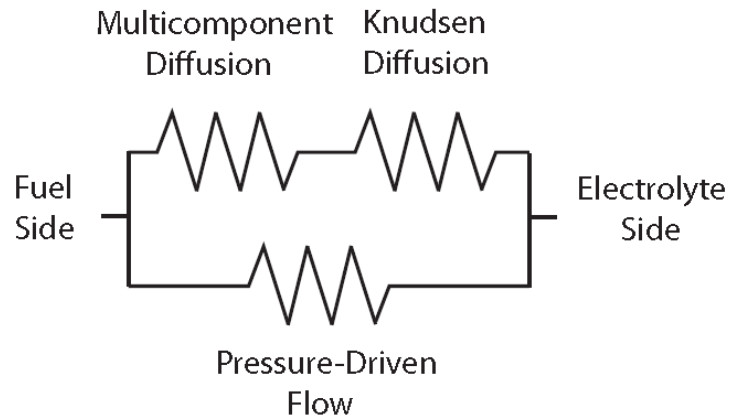 Multicomponent
Diffusion
Knudsen
Diffusion
Fuel
Side
Electrolyte
Side
Pressure-Driven
Flow